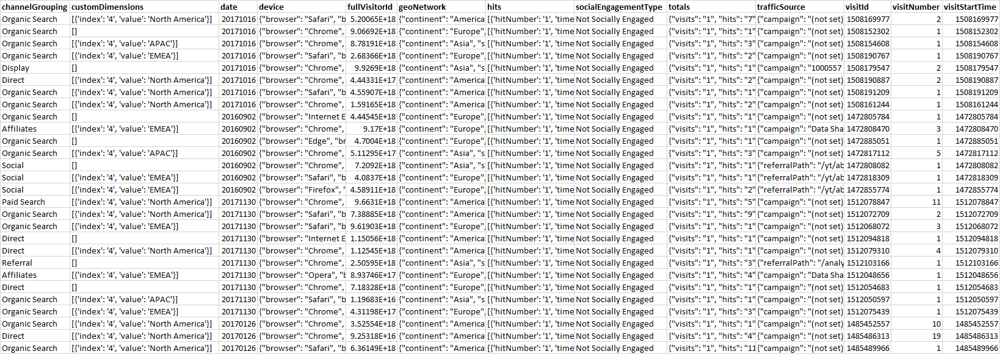 channelGrouping customDimensions date device fullVisitorId geoNetwork hits socialEngagementType totals trafficSource visitId visitNumber visitStartTime
Organic Search [{'index': '4', 'value': 'North America'}] 20171016 {"browser": "Safari", "b 5.20065E+18 {"continent": "America [{'hitNumber': '1', 'time Not Socially Engaged {"visits": "1", "hits": "7" {"campaign": "(not set) 1508169977 2 1508169977
Organic Search [] 20171016 {"browser": "Chrome", 9.06692E+18 {"continent": "Europe", [{'hitNumber': '1', 'time Not Socially Engaged {"visits": "1", "hits": "1" {"campaign": "(not set) 1508152302 1 1508152302
Organic Search [{'index': '4', 'value': 'APAC'}] 20171016 {"browser": "Chrome", 8.78191E+18 {"continent": "Asia", "s [{'hitNumber': '1', 'time Not Socially Engaged {"visits": "1", "hits": "3" {"campaign": "(not set) 1508154608 1 1508154608
Organic Search [{'index': '4', 'value': 'EMEA'}] 20171016 {"browser": "Safari", "b 2.68366E+18 {"continent": "Europe", [{'hitNumber': '1', 'time Not Socially Engaged {"visits": "1", "hits": "2" {"campaign": "(not set) 1508190767 1 1508190767
Display [] 20171016 {"browser": "Chrome", 9.9269E+18 {"continent": "Asia", "s [{'hitNumber': '1', 'time Not Socially Engaged {"visits": "1", "hits": "1" {"campaign": "1000557 1508179547 2 1508179547
Direct [{'index': '4', 'value': 'North America'}] 20171016 {"browser": "Chrome", 4.44331E+17 {"continent": "America [{'hitNumber': '1', 'time Not Socially Engaged {"visits": "1", "hits": "2" {"campaign": "(not set) 1508190887 2 1508190887
Organic Search [{'index': '4', 'value': 'North America'}] 20171016 {"browser": "Safari", "b 4.55907E+18 {"continent": "America [{'hitNumber': '1', 'time Not Socially Engaged {"visits": "1", "hits": "1" {"campaign": "(not set) 1508191209 1 1508191209
Organic Search [{'index': '4', 'value': 'North America'}] 20171016 {"browser": "Chrome", 1.59165E+18 {"continent": "America [{'hitNumber': '1', 'time Not Socially Engaged {"visits": "1", "hits": "2" {"campaign": "(not set) 1508161244 1 1508161244
Organic Search [] 20160902 {"browser": "Internet E 4.44545E+18 {"continent": "Europe", [{'hitNumber': '1', 'time Not Socially Engaged {"visits": "1", "hits": "1" {"campaign": "(not set) 1472805784 1 1472805784
Affiliates [{'index': '4', 'value': 'EMEA'}] 20160902 {"browser": "Chrome", 9.17E+18 {"continent": "Europe", [{'hitNumber': '1', 'time Not Socially Engaged {"visits": "1", "hits": "1" {"campaign": "Data Sha 1472808470 3 1472808470
Organic Search [] 20160902 {"browser": "Edge", "br 4.7004E+18 {"continent": "Europe", [{'hitNumber': '1', 'time Not Socially Engaged {"visits": "1", "hits": "1" {"campaign": "(not set) 1472885051 1 1472885051
Organic Search [{'index': '4', 'value': 'APAC'}] 20160902 {"browser": "Chrome", 5.11295E+17 {"continent": "Asia", "s [{'hitNumber': '1', 'time Not Socially Engaged {"visits": "1", "hits": "3" {"campaign": "(not set) 1472817112 5 1472817112
Social [] 20160902 {"browser": "Chrome", 7.2092E+18 {"continent": "Asia", "s [{'hitNumber': '1', 'time Not Socially Engaged {"visits": "1", "hits": "1" {"referralPath": "/yt/ab 1472808082 1 1472808082
Social [{'index': '4', 'value': 'EMEA'}] 20160902 {"browser": "Safari", "b 4.0837E+18 {"continent": "Europe", [{'hitNumber': '1', 'time Not Socially Engaged {"visits": "1", "hits": "1" {"referralPath": "/yt/ab 1472818309 1 1472818309
Social [{'index': '4', 'value': 'EMEA'}] 20160902 {"browser": "Firefox", " 4.58911E+18 {"continent": "Europe", [{'hitNumber': '1', 'time Not Socially Engaged {"visits": "1", "hits": "2" {"referralPath": "/yt/ab 1472855774 1 1472855774
Paid Search [{'index': '4', 'value': 'North America'}] 20171130 {"browser": "Chrome", 9.6631E+18 {"continent": "America [{'hitNumber': '1', 'time Not Socially Engaged {"visits": "1", "hits": "5" {"campaign": "(not set) 1512078847 11 1512078847
Organic Search [{'index': '4', 'value': 'North America'}] 20171130 {"browser": "Safari", "b 7.38885E+18 {"continent": "America [{'hitNumber': '1', 'time Not Socially Engaged {"visits": "1", "hits": "9" {"campaign": "(not set) 1512072709 2 1512072709
Organic Search [{'index': '4', 'value': 'EMEA'}] 20171130 {"browser": "Safari", "b 9.61903E+18 {"continent": "Europe", [{'hitNumber': '1', 'time Not Socially Engaged {"visits": "1", "hits": "1" {"campaign": "(not set) 1512068072 3 1512068072
Direct [] 20171130 {"browser": "Internet E 1.15056E+18 {"continent": "America [{'hitNumber': '1', 'time Not Socially Engaged {"visits": "1", "hits": "1" {"campaign": "(not set) 1512094818 1 1512094818
Direct [{'index': '4', 'value': 'North America'}] 20171130 {"browser": "Chrome", 1.12545E+18 {"continent": "America [{'hitNumber': '1', 'time Not Socially Engaged {"visits": "1", "hits": "1" {"campaign": "(not set) 1512079310 4 1512079310
Referral [] 20171130 {"browser": "Chrome", 2.50595E+18 {"continent": "Asia", "s [{'hitNumber': '1', 'time Not Socially Engaged {"visits": "1", "hits": "3" {"referralPath": "/analy 1512103166 1 1512103166
Affiliates [{'index': '4', 'value': 'EMEA'}] 20171130 {"browser": "Opera", "b 8.93746E+17 {"continent": "Europe", [{'hitNumber': '1', 'time Not Socially Engaged {"visits": "1", "hits": "4" {"campaign": "Data Sha 1512048656 1 1512048656
Direct [] 20171130 {"browser": "Chrome", 7.18328E+18 {"continent": "Europe", [{'hitNumber': '1', 'time Not Socially Engaged {"visits": "1", "hits": "1" {"campaign": "(not set) 1512054683 1 1512054683
Organic Search [{'index': '4', 'value': 'APAC'}] 20171130 {"browser": "Safari", "b 1.19683E+16 {"continent": "Asia", "s [{'hitNumber': '1', 'time Not Socially Engaged {"visits": "1", "hits": "1" {"campaign": "(not set) 1512050597 1 1512050597
Organic Search [{'index': '4', 'value': 'EMEA'}] 20171130 {"browser": "Chrome", 4.31198E+17 {"continent": "Europe", [{'hitNumber': '1', 'time Not Socially Engaged {"visits": "1", "hits": "3" {"campaign": "(not set) 1512075439 1 1512075439
Organic Search [{'index': '4', 'value': 'North America'}] 20170126 {"browser": "Chrome", 3.52554E+18 {"continent": "America [{'hitNumber': '1', 'time Not Socially Engaged {"visits": "1", "hits": "1" {"campaign": "(not set) 1485452557 10 1485452557
Direct [{'index': '4', 'value': 'North America'}] 20170126 {"browser": "Chrome", 9.25318E+16 {"continent": "America [{'hitNumber': '1', 'time Not Socially Engaged {"visits": "1", "hits": "4" {"campaign": "(not set) 1485486313 19 1485486313
Organic Search [{'index': '4', 'value': 'North America'}] 20170126 {"browser": "Safari", "b 6.36149E+18 {"continent": "America [{'hitNumber': '1', 'time Not Socially Engaged {"visits": "1", "hits": "11 {"campaign": "(not set) 1485489966 1 1485489966